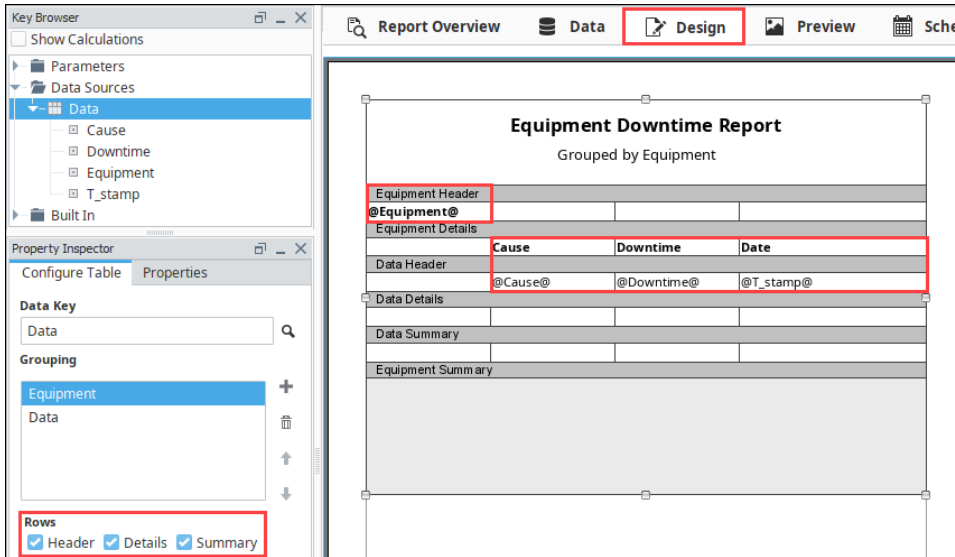 Key Browser
Show Calculations
Parameters
Data Sources
Data
Cause
Downtime
Equipment
T_stamp
Built In
Property Inspector
Configure Table Properties
Data Key
Data
Grouping
Equipment
Data
Rows
Header Details Summary
Report Overview Data Design Preview Sche
Equipment Downtime Report
Grouped by Equipment
Equipment Header
@Equipment@
Equipment Details
Cause Downtime Date
Data Header
@Cause@ @Downtime@ @T_stamp@
Data Details
Data Summary
Equipment Summary